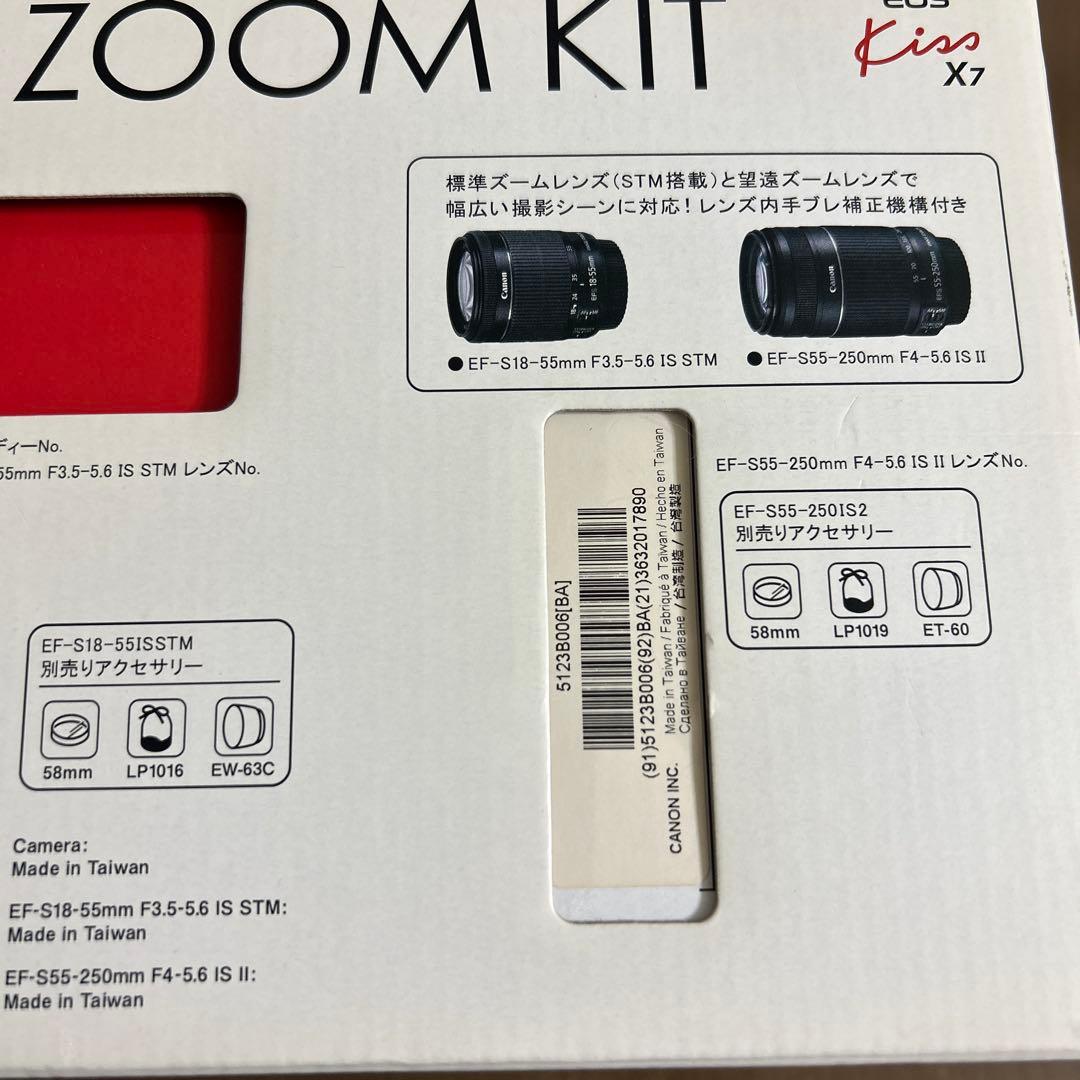 ZOOM KIT
EOS
Kiss
X7
標準ズームレンズ(STM搭載)と望遠ズームレンズで
幅広い撮影シーンに対応!レンズ内手ブレ補正機構付き
Canon
EFS 18-55mm
Canon
EFS 55-250mm
●EF-S18-55mm F3.5-5.6 IS STM
●EF-S55-250mm F4-5.6 IS II
ディーNo.
55mm F3.5-5.6 IS STM レンズNo.
EF-S55-250mm F4-5.6 IS II レンズNo.
EF-S55-250IS2
別売りアクセサリー
58mm
LP1019
ET-60
5123B006[BA]
(91)5123B006(92)BA(21)3632017890
CANON INC.
Made in Taiwan / Fabriqué à Taiwan / Hecho en Taiwan
Сделано в Тайване / 台湾制造 / 台灣製造
EF-S18-55ISSTM
別売りアクセサリー
58mm
LP1016
EW-63C
Camera:
Made in Taiwan
EF-S18-55mm F3.5-5.6 IS STM:
Made in Taiwan
EF-S55-250mm F4-5.6 IS II:
Made in Taiwan